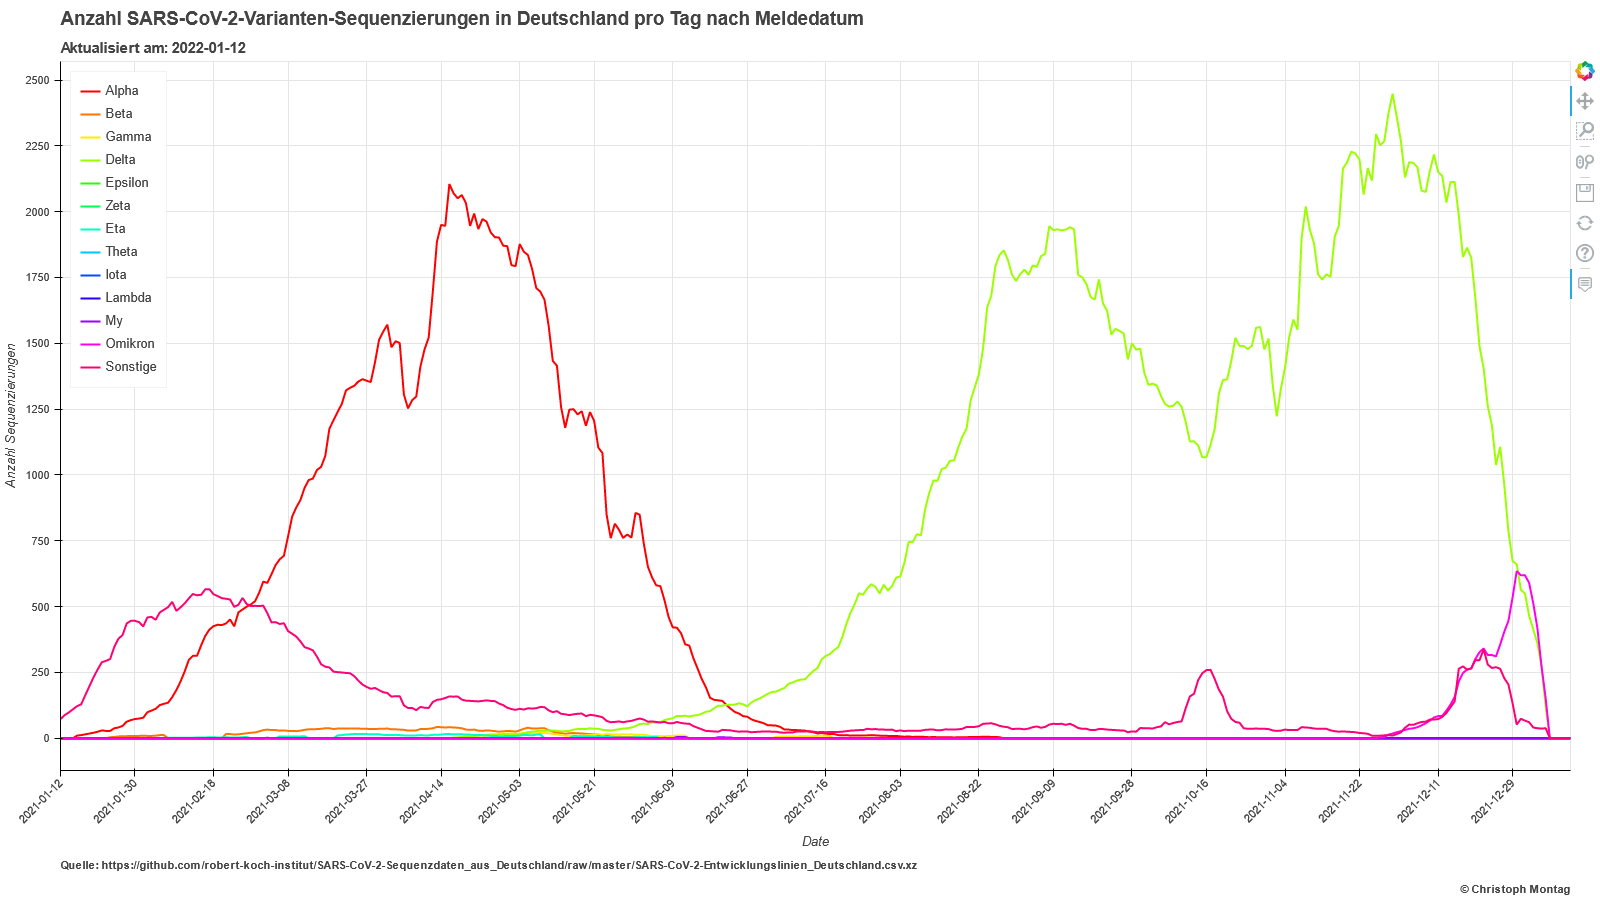 Anzahl SARS-CoV-2-Varianten-Sequenzierungen in Deutschland pro Tag nach Meldedatum
Aktualisiert am: 2022-01-12
2500
2250
2000
1750
1500
1250
1000
750
500
250
0
Anzahl Sequenzierungen
Alpha
Beta
Gamma
Delta
Epsilon
Zeta
Eta
Theta
Iota
Lambda
My
Omikron
Sonstige
2021-01-12
2021-01-30
2021-02-18
2021-03-08
2021-03-27
2021-04-14
2021-05-03
2021-05-21
2021-06-09
2021-06-27
2021-07-16
2021-08-03
2021-08-22
2021-09-09
2021-09-28
2021-10-16
2021-11-04
2021-11-22
2021-12-11
2021-12-29
Date
Quelle: https://github.com/robert-koch-institut/SARS-CoV-2-Sequenzdaten_aus_Deutschland/raw/master/SARS-CoV-2-Entwicklungslinien_Deutschland.csv.xz
© Christoph Montag